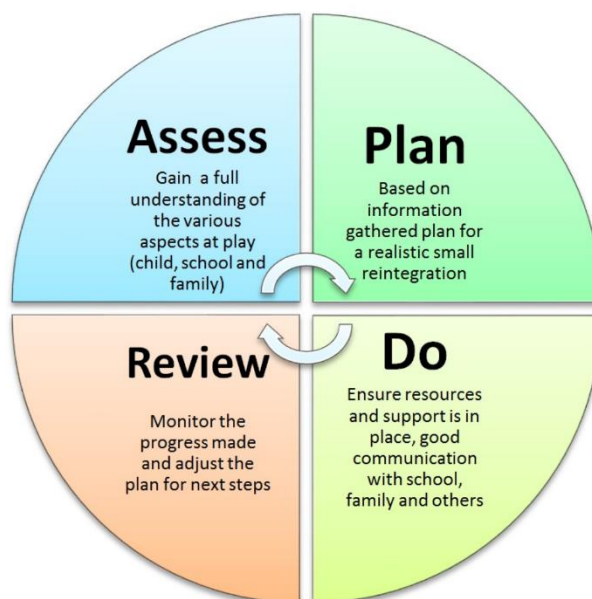 Assess
Gain a full
understanding of
the various
aspects at play
(child, school and
family)
Plan
Based on
information
gathered plan for
a realistic small
reintegration
Do
Ensure resources
and support is in
place, good
communication
with school,
family and others
Review
Monitor the
progress made
and adjust the
plan for next steps